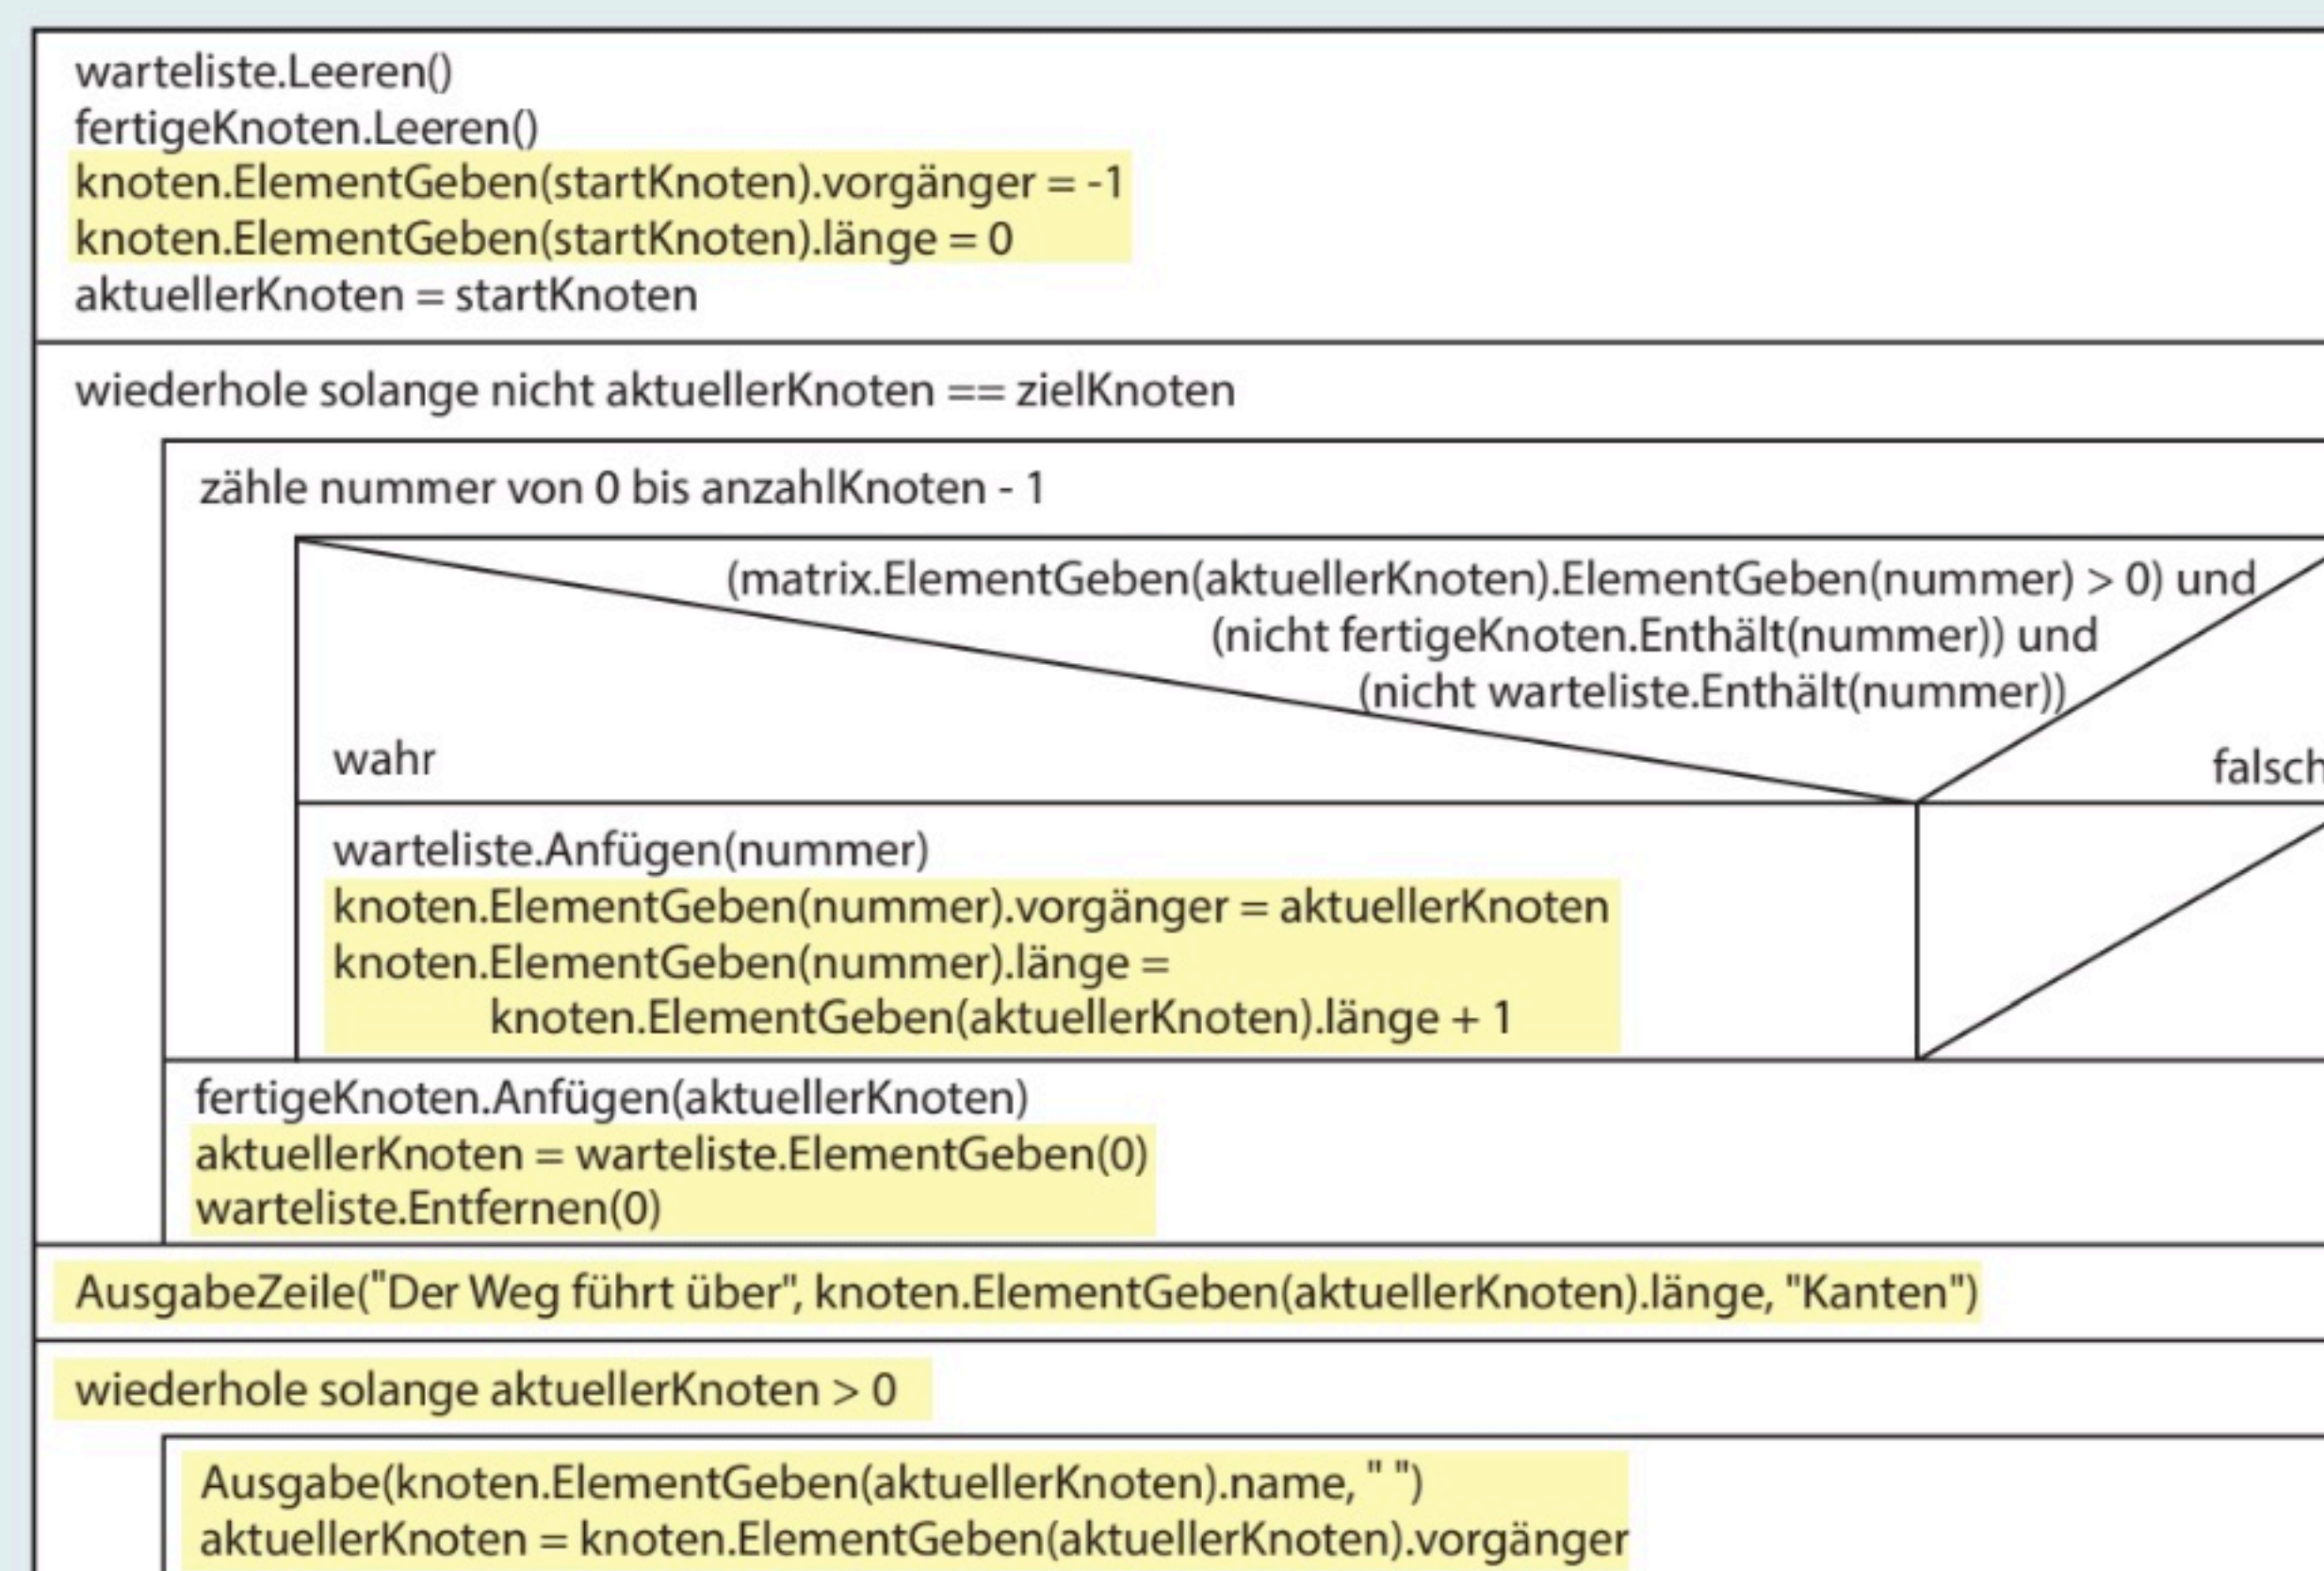 warteliste.Leeren()
fertigeKnoten.Leeren()
knoten.ElementGeben(startKnoten).vorgänger = -1
knoten.ElementGeben(startKnoten).länge = 0
aktuellerKnoten = startKnoten
wiederhole solange nicht aktuellerKnoten == zielKnoten
zähle nummer von 0 bis anzahlKnoten - 1
(matrix.ElementGeben(aktuellerKnoten).ElementGeben(nummer) > 0) und
(nicht fertigeKnoten.Enthält(nummer)) und
(nicht warteliste.Enthält(nummer))
wahr
falsch
warteliste.Anfügen(nummer)
knoten.ElementGeben(nummer).vorgänger = aktuellerKnoten
knoten.ElementGeben(nummer).länge =
knoten.ElementGeben(aktuellerKnoten).länge + 1
fertigeKnoten.Anfügen(aktuellerKnoten)
aktuellerKnoten = warteliste.ElementGeben(0)
warteliste.Entfernen(0)
AusgabeZeile("Der Weg führt über", knoten.ElementGeben(aktuellerKnoten).länge, "Kanten")
wiederhole solange aktuellerKnoten > 0
Ausgabe(knoten.ElementGeben(aktuellerKnoten).name, " ")
aktuellerKnoten = knoten.ElementGeben(aktuellerKnoten).vorgänger